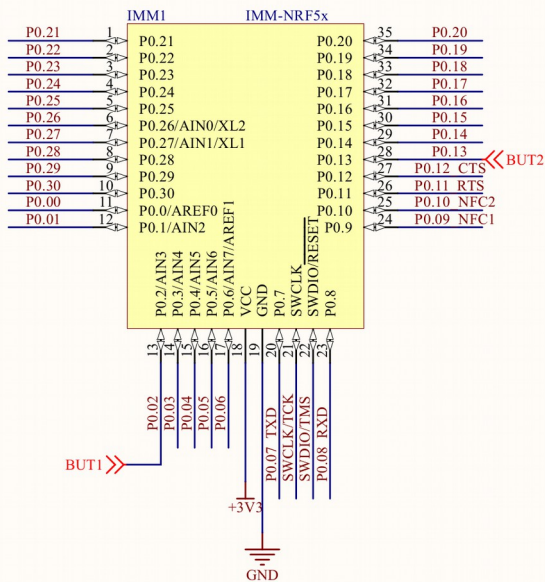 IMM1 IMM-NRF5x
P0.21 1 P0.21 P0.20 35 P0.20
P0.22 2 P0.22 P0.19 34 P0.19
P0.23 3 P0.23 P0.18 33 P0.18
P0.24 4 P0.24 P0.17 32 P0.17
P0.25 5 P0.25 P0.16 31 P0.16
P0.26 6 P0.26/AIN0/XL2 P0.15 30 P0.15
P0.27 7 P0.27/AIN1/XL1 P0.14 29 P0.14
P0.28 8 P0.28 P0.13 28 P0.13 BUT2
P0.29 9 P0.29 P0.12 27 P0.12 CTS
P0.30 10 P0.30 P0.11 26 P0.11 RTS
P0.00 11 P0.0/AREF0 P0.10 25 P0.10 NFC2
P0.01 12 P0.1/AIN2 P0.9 24 P0.09 NFC1
P0.2/AIN3
P0.3/AIN4
P0.4/AIN5
P0.5/AIN6
P0.6/AIN7/AREF1
VCC
GND
P0.7
SWCLK
SWDIO/RESET
P0.8
13
14
15
16
17
18
19
20
21
22
23
P0.02
P0.03
P0.04
P0.05
P0.06
P0.07 TXD
SWCLK/TCK
SWDIO/TMS
P0.08 RXD
BUT1
+3V3
GND